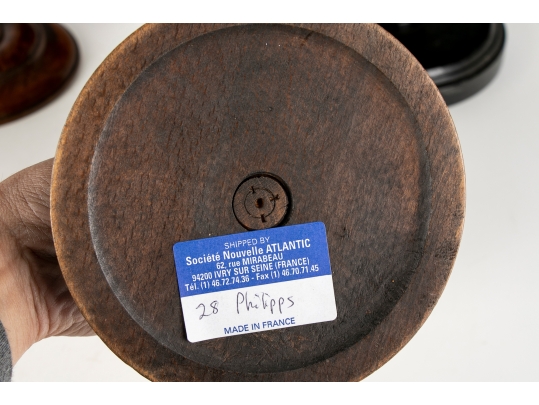 SHIPPED BY
Société Nouvelle ATLANTIC
62, rue MIRABEAU
94200 IVRY SUR SEINE (FRANCE)
Tél. (1) 46.72.74.36 - Fax (1) 46.70.71.45
28 Philipps
MADE IN FRANCE